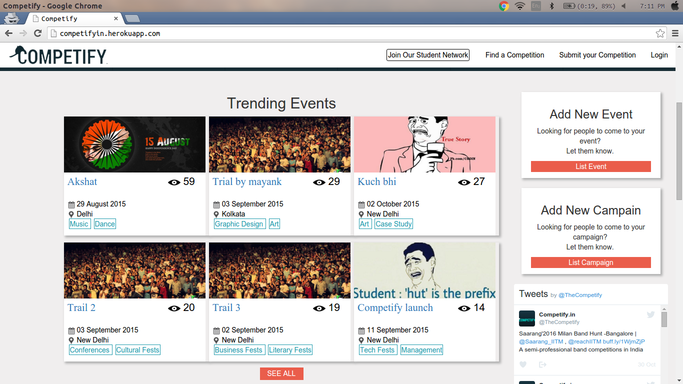 Competify - Google Chrome
(0:19, 89%)
7:11 PM
Competify
competifyin.herokuapp.com
COMPETIFY
Join Our Student Network
Find a Competition
Submit your Competition
Login
Trending Events
15 AUGUST
True Story
Akshat 59
29 August 2015
Delhi
Music Dance
Trial by mayank 29
03 September 2015
Kolkata
Graphic Design Art
Kuch bhi 27
02 October 2015
New Delhi
Art Case Study
Student : 'hut' is the prefix
Trail 2 20
03 September 2015
New Delhi
Conferences Cultural Fests
Trail 3 19
02 September 2015
New Delhi
Business Fests Literary Fests
Competify launch 14
11 September 2015
New Delhi
Tech Fests Management
SEE ALL
Add New Event
Looking for people to come to your
event?
Let them know.
List Event
Add New Campain
Looking for people to come to your
campaign?
Let them know.
List Campaign
Tweets by @TheCompetify
Competify.in
@TheCompetify
Saarang'2016 Milan Band Hunt -Bangalore |
@Saarang_IITM , @reachIITM buff.ly/1WjmZjP
A semi-professional band competitions in India